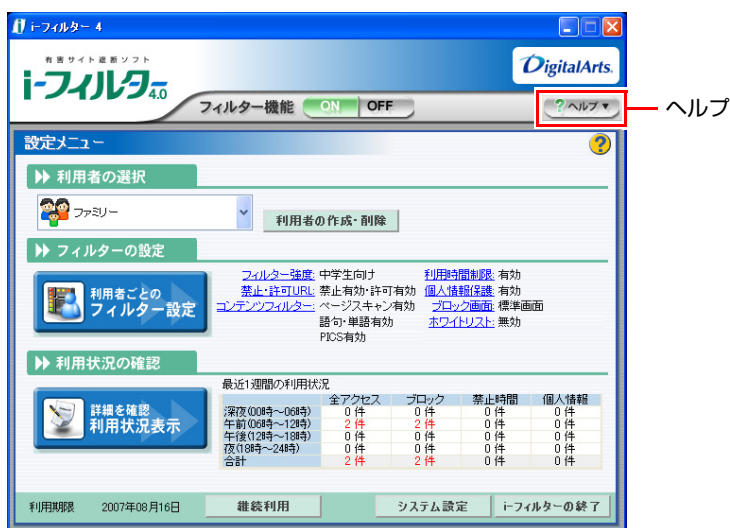 i-フィルター 4
有害サイト遮断ソフト
i-フィルター 4.0
DigitalArts.
フィルター機能 ON OFF
? ヘルプ ▼
ヘルプ
設定メニュー ?
利用者の選択
ファミリー
利用者の作成・削除
フィルターの設定
利用者ごとの
フィルター設定
フィルター強度: 中学生向け 利用時間制限: 有効
禁止・許可URL: 禁止有効・許可有効 個人情報保護: 有効
コンテンツフィルター: ページスキャン有効 ブロック画面: 標準画面
語句・単語有効 ホワイトリスト: 無効
PICS有効
利用状況の確認
詳細を確認
利用状況表示
最近1週間の利用状況
全アクセス ブロック 禁止時間 個人情報
深夜(00時～06時) 0 件 0 件 0 件 0 件
午前(06時～12時) 2 件 2 件 0 件 0 件
午後(12時～18時) 0 件 0 件 0 件 0 件
夜(18時～24時) 0 件 0 件 0 件 0 件
合計 2 件 2 件 0 件 0 件
利用期限 2007年08月16日 継続利用 システム設定 i-フィルターの終了